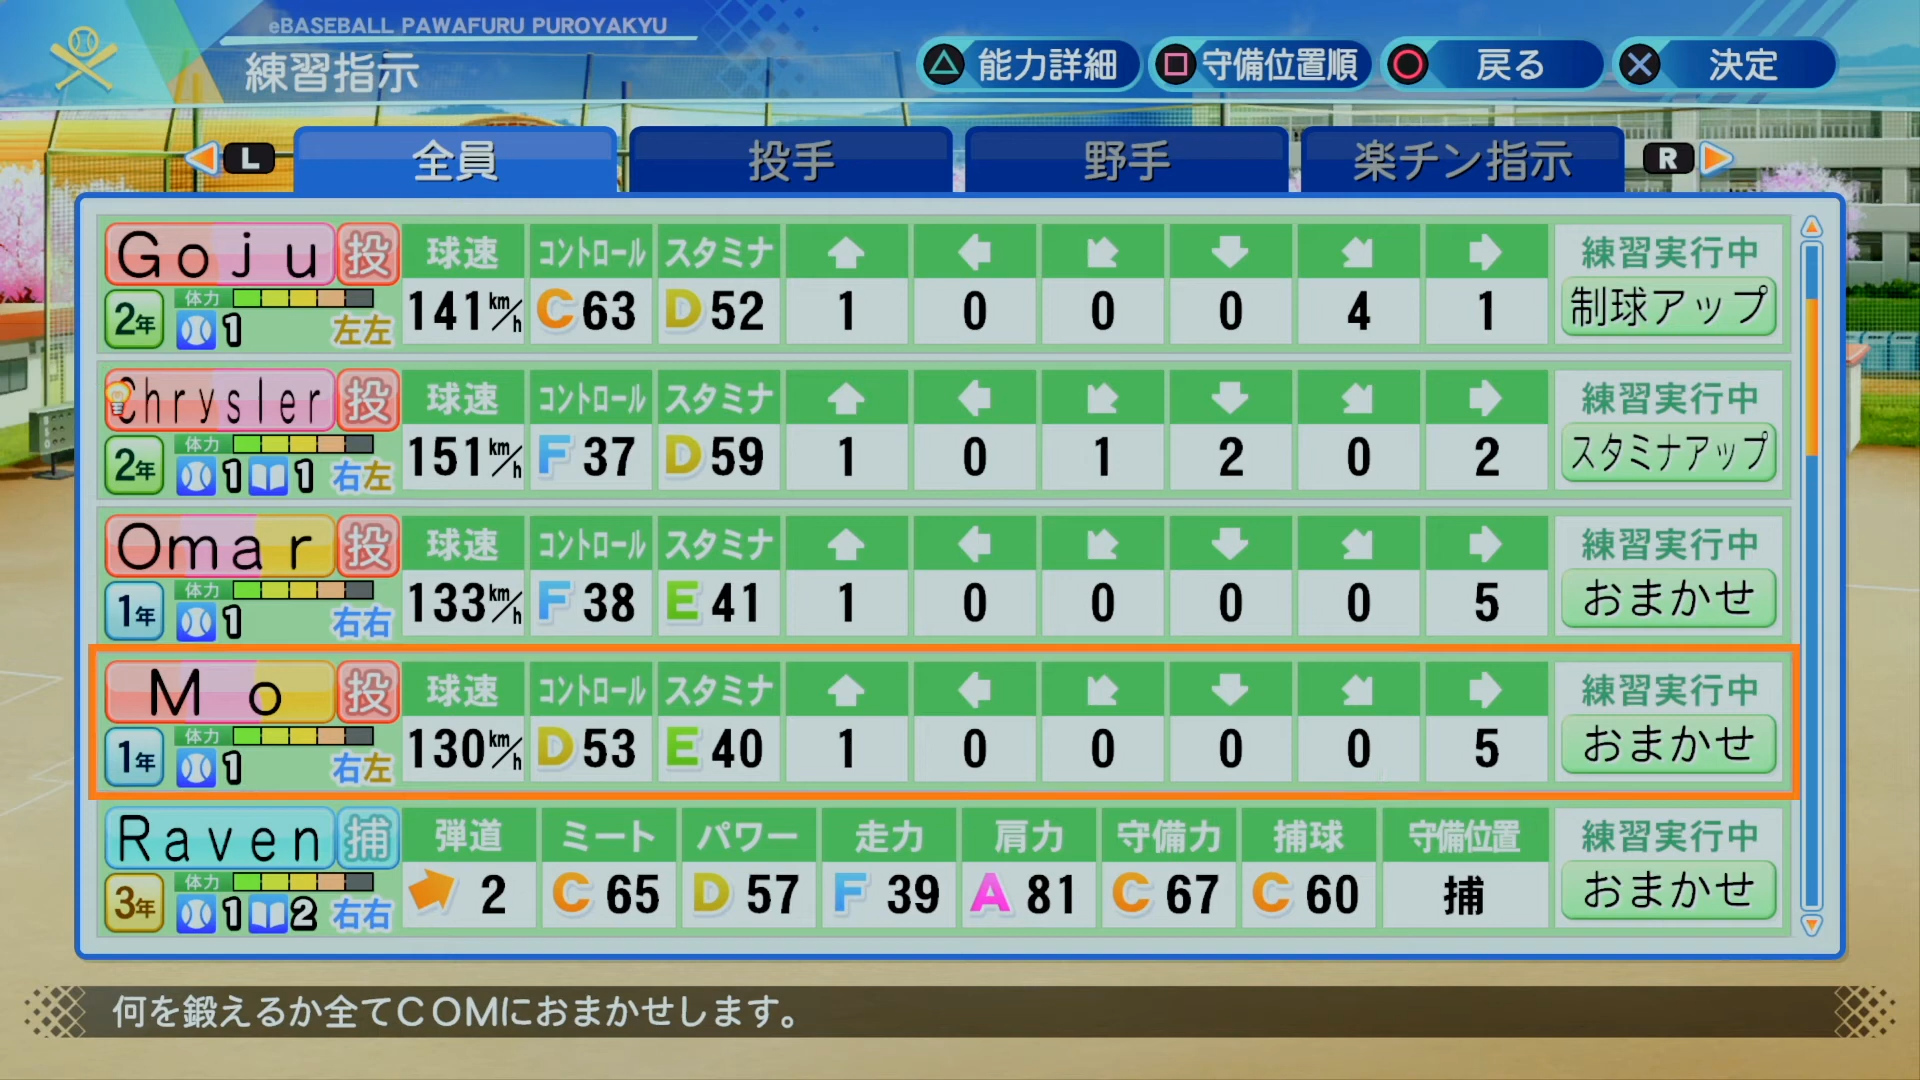 eBASEBALL PAWAFURU PUROYAKYU
練習指示
能力詳細 守備位置順 戻る 決定
L 全員 投手 野手 楽チン指示 R
Goju 投 球速 コントロール スタミナ 練習実行中
2年 体力 1 左左 141km/h C63 D52 1 0 0 0 4 1 制球アップ
Chrysler 投 球速 コントロール スタミナ 練習実行中
2年 体力 1 1 右左 151km/h F37 D59 1 0 1 2 0 2 スタミナアップ
Omar 投 球速 コントロール スタミナ 練習実行中
1年 体力 1 右右 133km/h F38 E41 1 0 0 0 0 5 おまかせ
Mo 投 球速 コントロール スタミナ 練習実行中
1年 体力 1 右左 130km/h D53 E40 1 0 0 0 0 5 おまかせ
Raven 捕 弾道 ミート パワー 走力 肩力 守備力 捕球 守備位置 練習実行中
3年 体力 1 2 右右 2 C65 D57 F39 A81 C67 C60 捕 おまかせ
何を鍛えるか全てCOMにおまかせします。